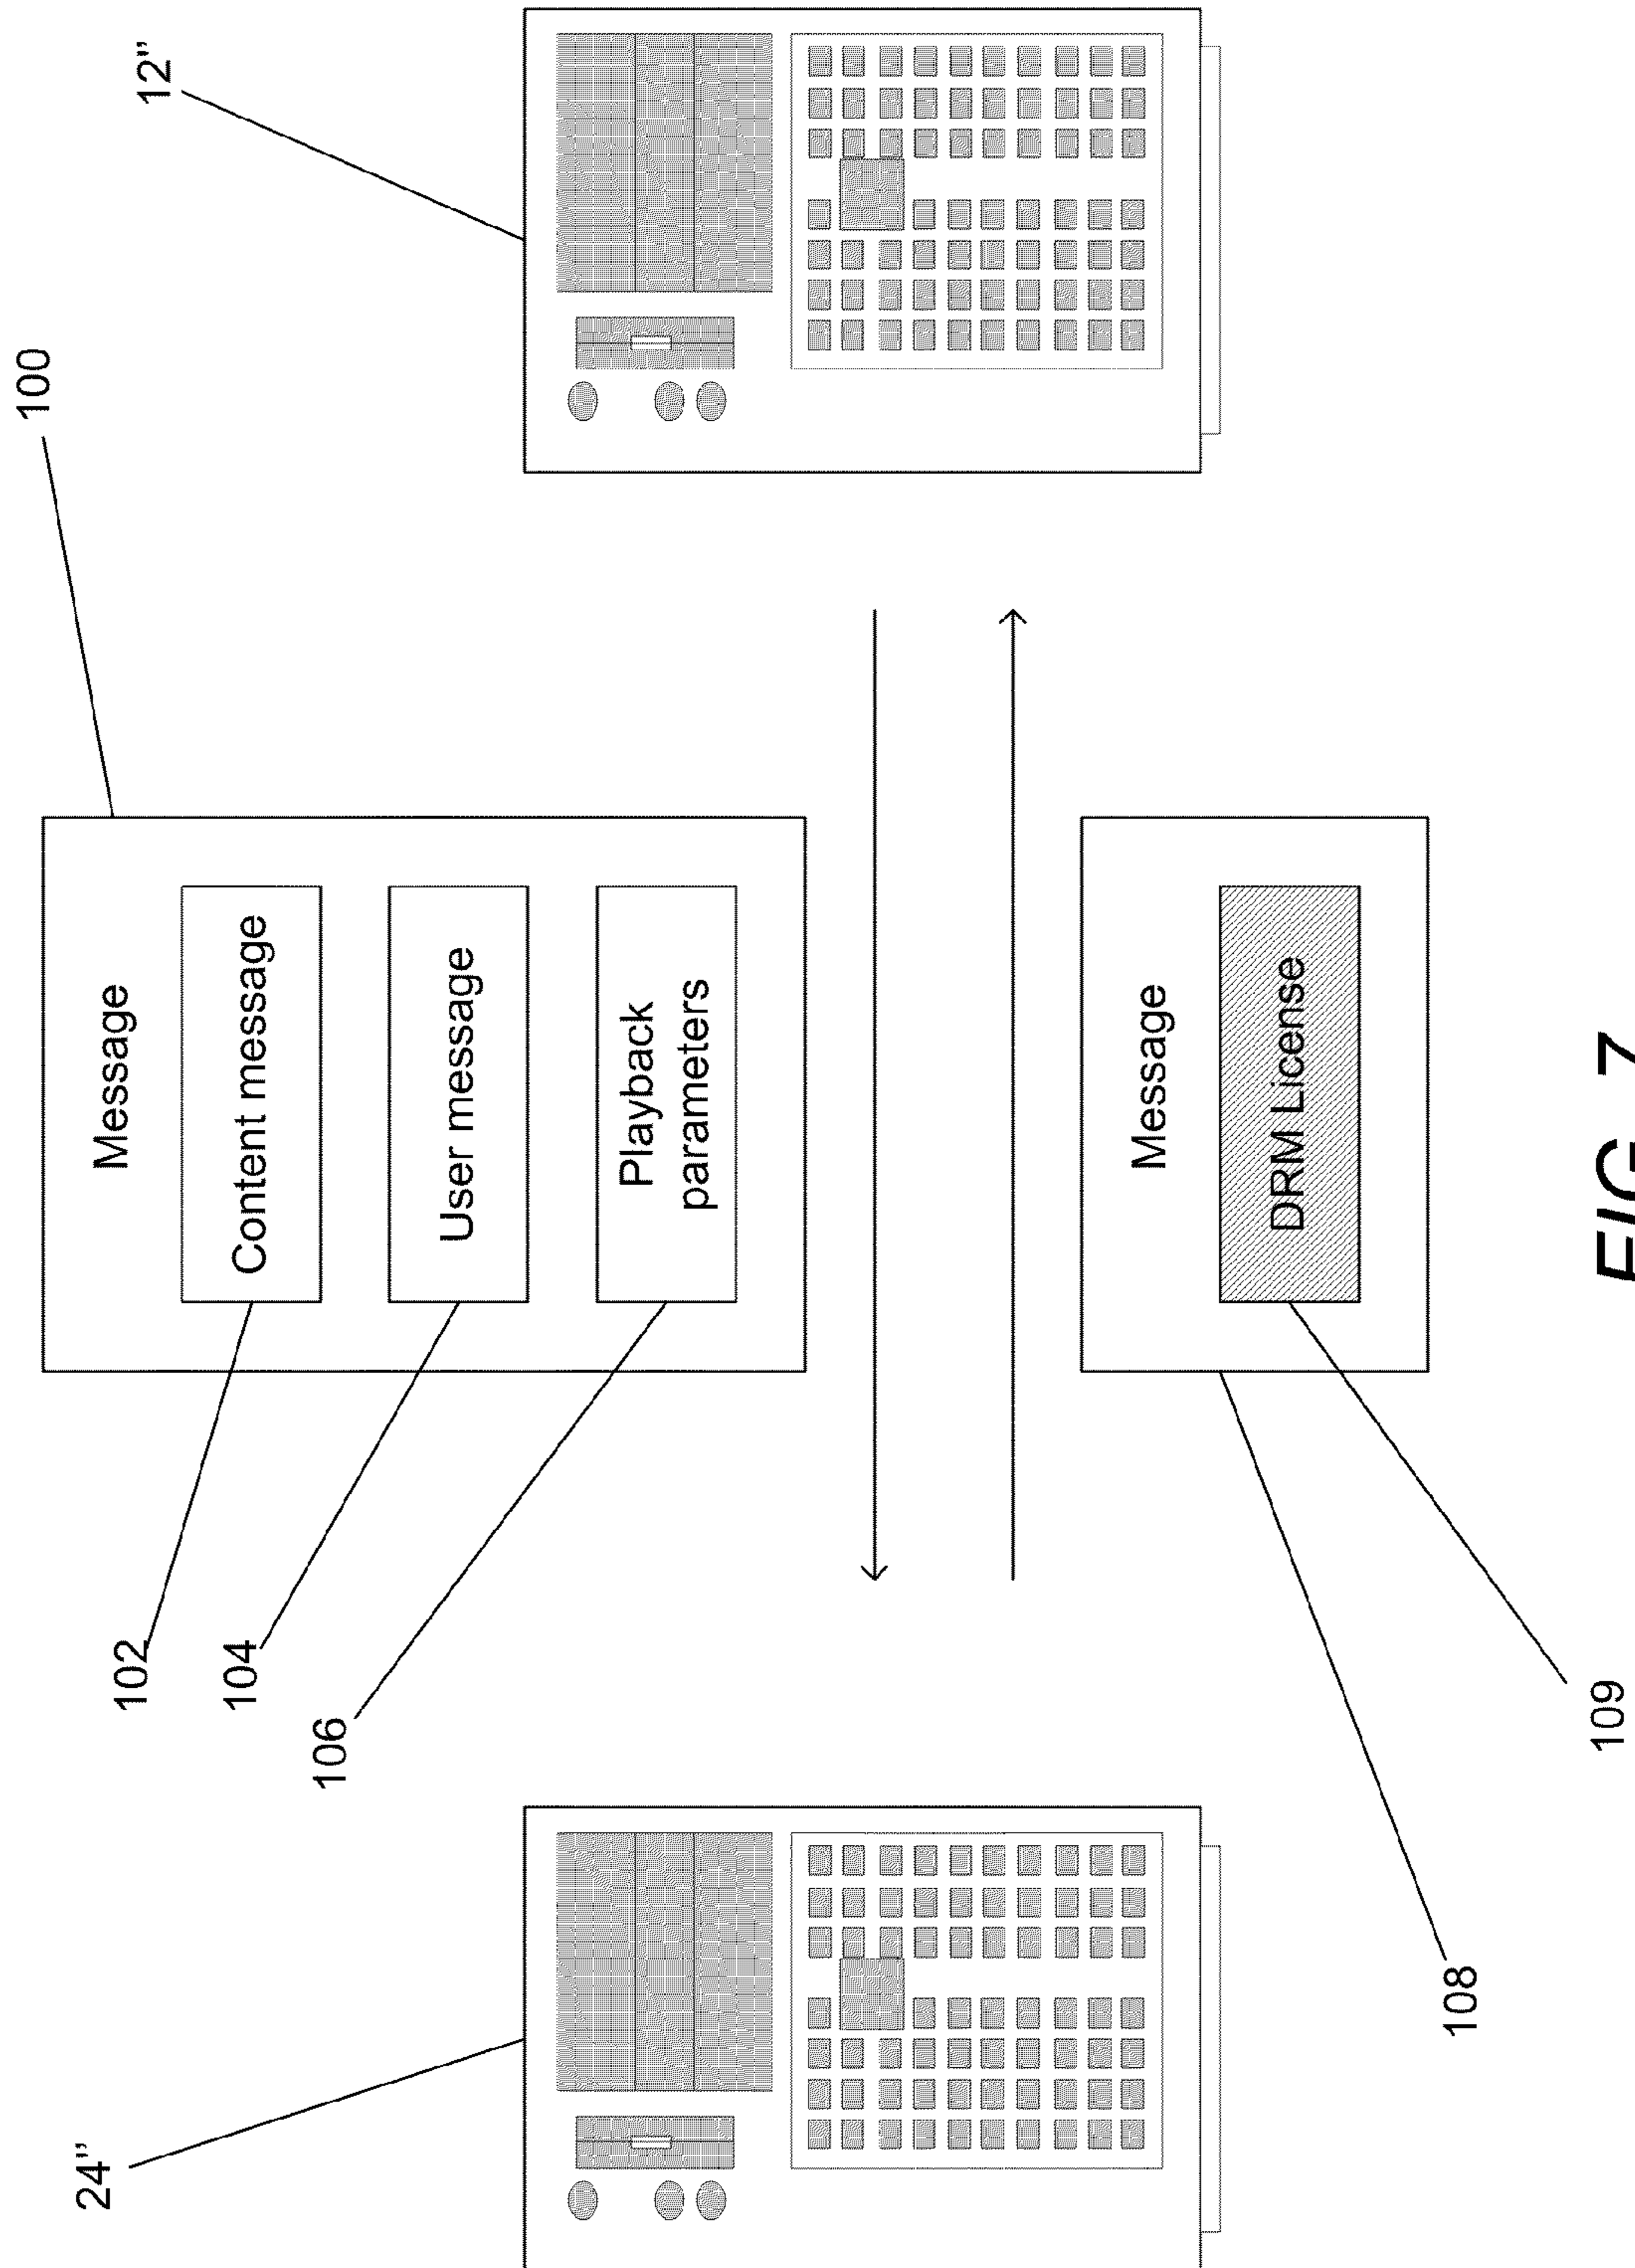 100
12”
Message
Content message
User message
Playback
parameters
102
104
106
24”
Message
DRM License
108
109
FIG. 7